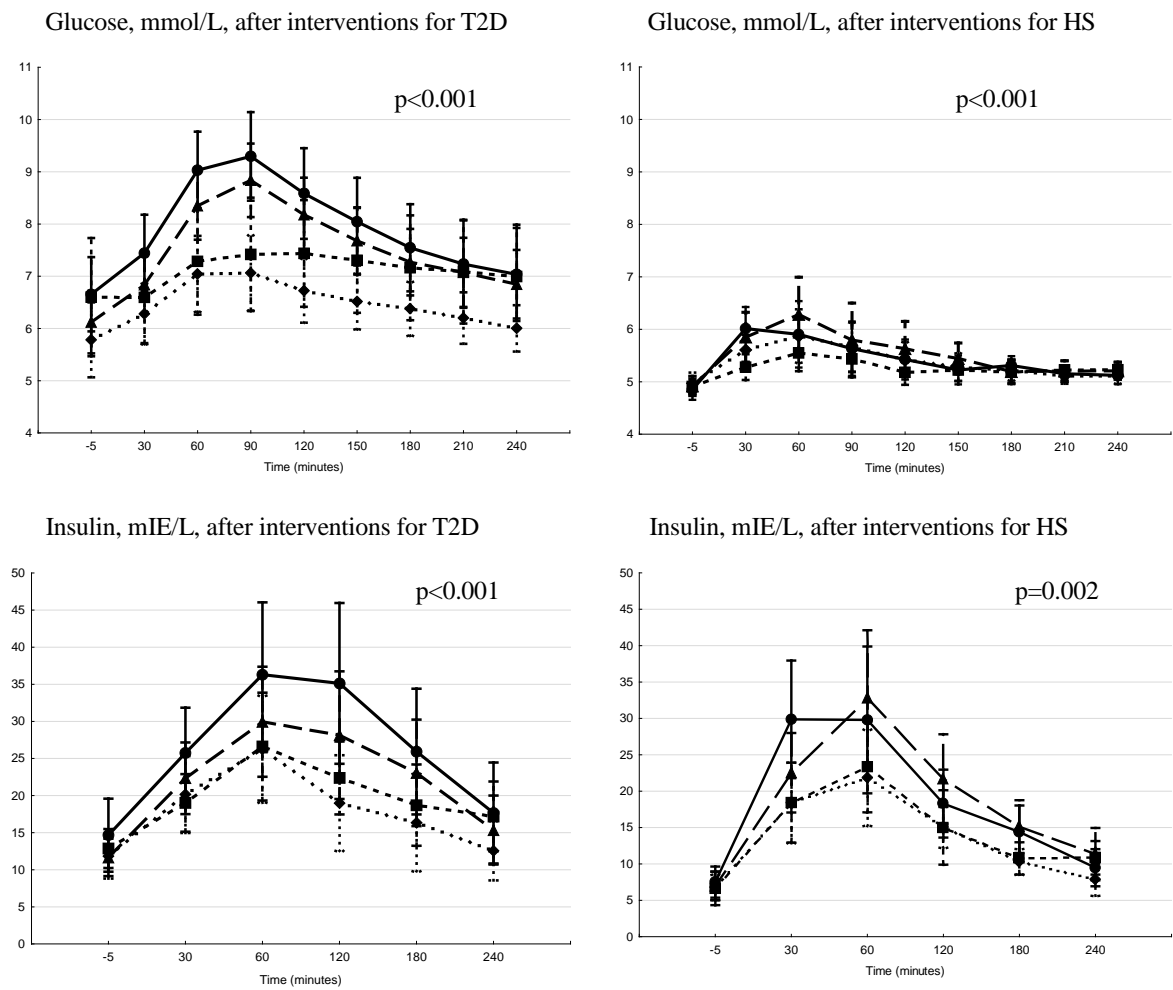 Glucose, mmol/L, after interventions for T2D
11
10
9
8
7
6
5
4
p<0.001
-5 30 60 90 120 150 180 210 240
Time (minutes)
Glucose, mmol/L, after interventions for HS
11
10
9
8
7
6
5
4
p<0.001
-5 30 60 90 120 150 180 210 240
Time (minutes)
Insulin, mIE/L, after interventions for T2D
50
45
40
35
30
25
20
15
10
5
0
p<0.001
-5 30 60 120 180 240
Time (minutes)
Insulin, mIE/L, after interventions for HS
50
45
40
35
30
25
20
15
10
5
0
p=0.002
-5 30 60 120 180 240
Time (minutes)